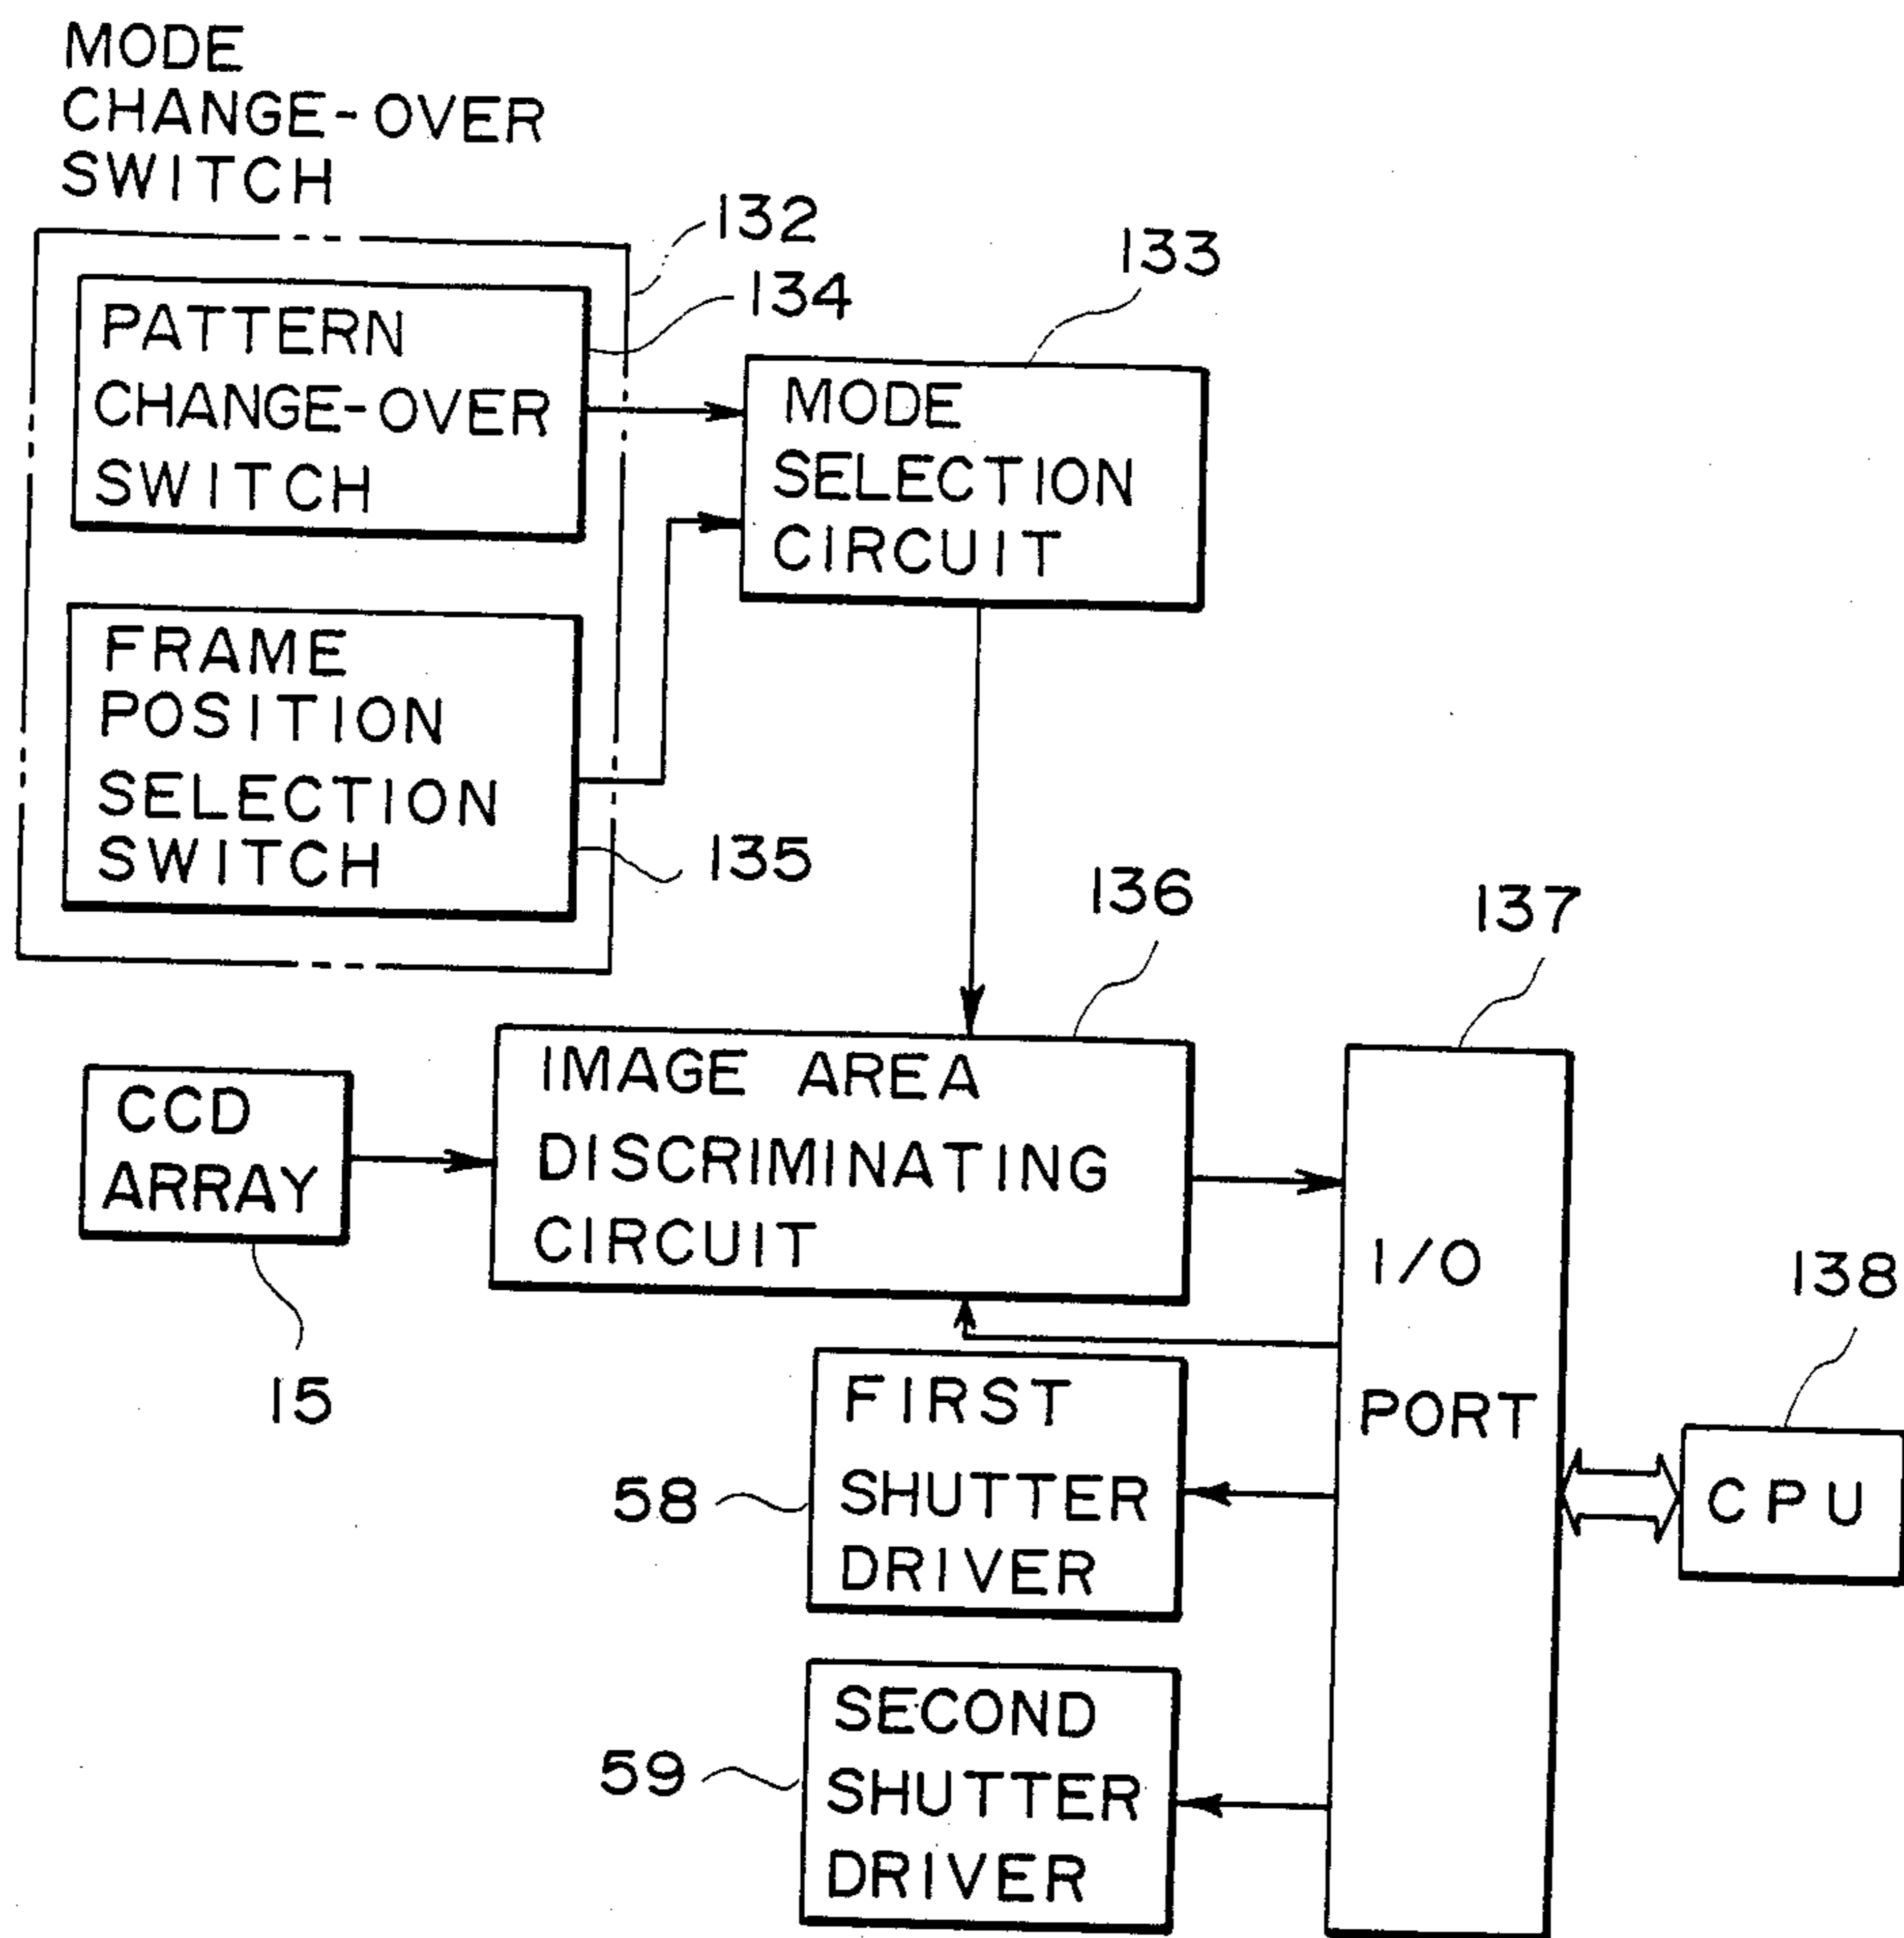 MODE
CHANGE-OVER
SWITCH
132
134
133
PATTERN
CHANGE-OVER
SWITCH
MODE
SELECTION
CIRCUIT
FRAME
POSITION
SELECTION
SWITCH
135
136
137
CCD
ARRAY
15
IMAGE AREA
DISCRIMINATING
CIRCUIT
I/O
PORT
138
CPU
FIRST
SHUTTER
DRIVER
58
SECOND
SHUTTER
DRIVER
59